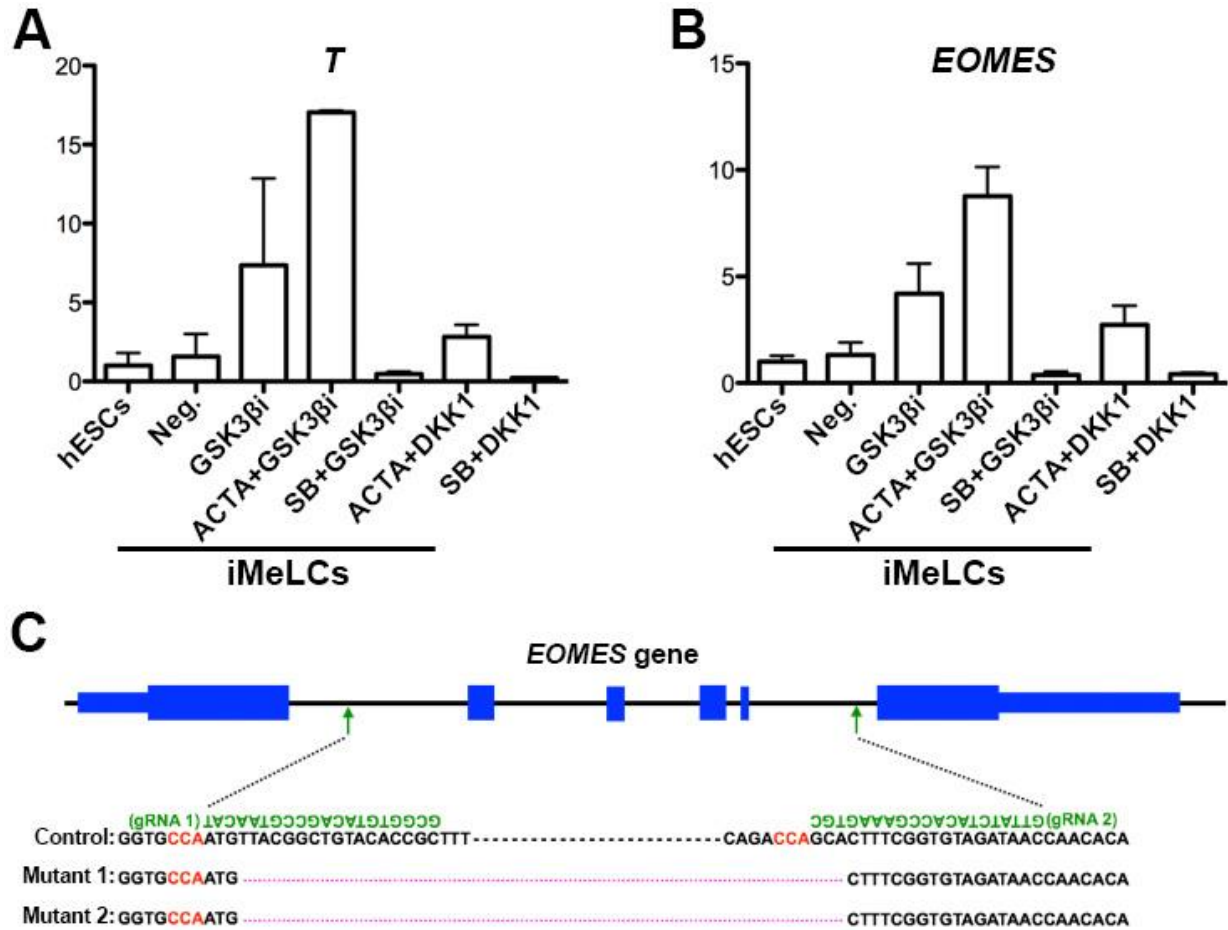 A
T
20
15
10
5
0
hESCs
Neg.
GSK3βi
ACTA+GSK3βi
SB+GSK3βi
ACTA+DKK1
SB+DKK1
iMeLCs
B
EOMES
15
10
5
0
hESCs
Neg.
GSK3βi
ACTA+GSK3βi
SB+GSK3βi
ACTA+DKK1
SB+DKK1
iMeLCs
C
EOMES gene
(gRNA 1) GCGGTGTACAGCCGTAACAT
GTTATCTACACCGAAAGTGC (gRNA 2)
Control: GGTGCCAATGTTACGGCTGTACACCGCTTT CAGACCAGCACTTTCGGTGTAGATAACCAACACA
Mutant 1: GGTGCCAATG CTTTCGGTGTAGATAACCAACACA
Mutant 2: GGTGCCAATG CTTTCGGTGTAGATAACCAACACA